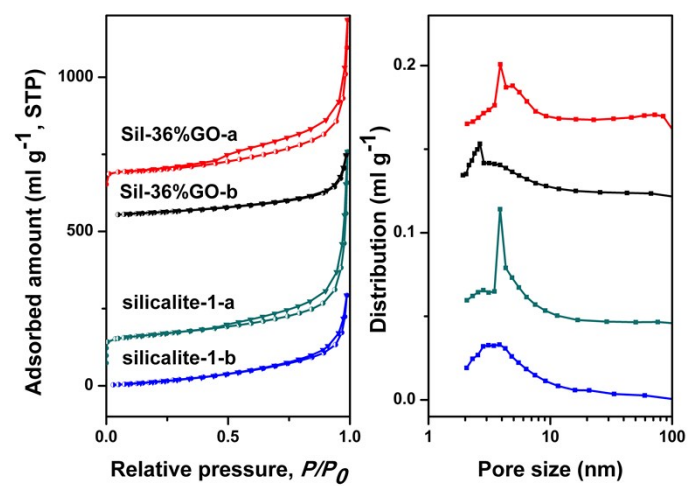 Adsorbed amount (ml g⁻¹, STP)
1000
500
0
Sil-36%GO-a
Sil-36%GO-b
silicalite-1-a
silicalite-1-b
0.0 0.5 1.0
Relative pressure, P/P₀
Distribution (ml g⁻¹)
0.2
0.1
0.0
1 10 100
Pore size (nm)